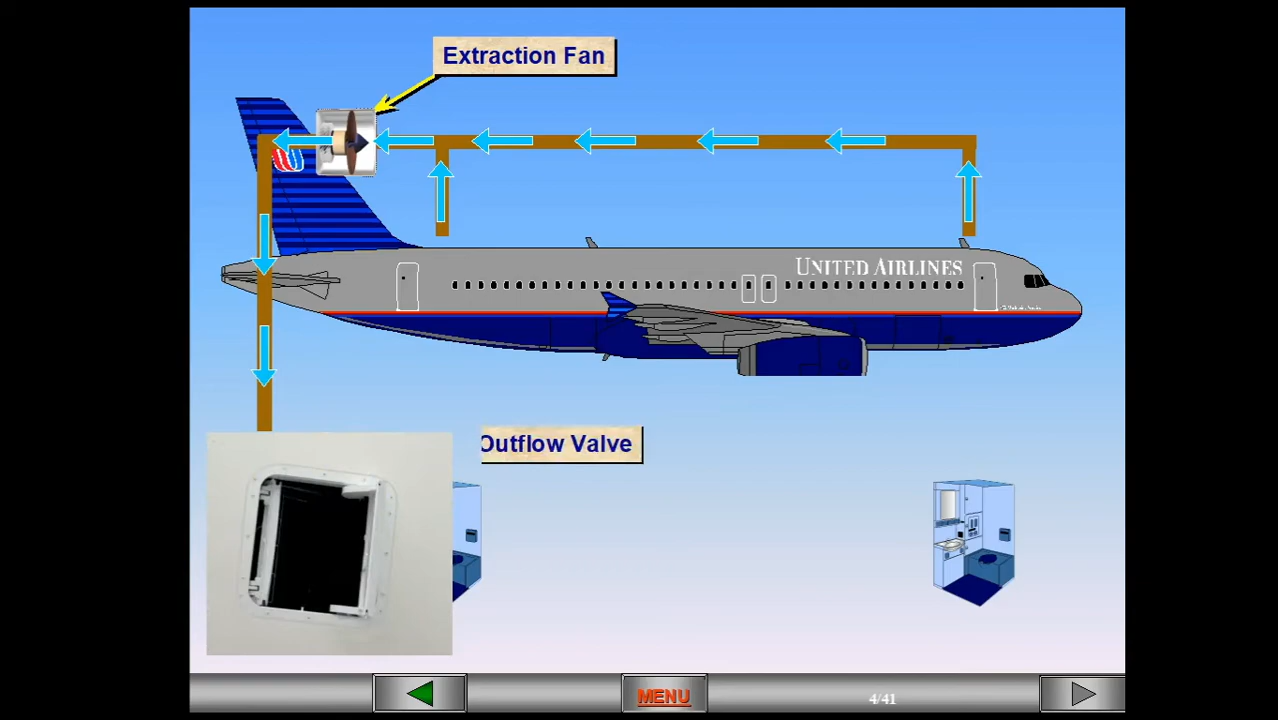 Extraction Fan
UNITED AIRLINES
Outflow Valve
MENU
4/41